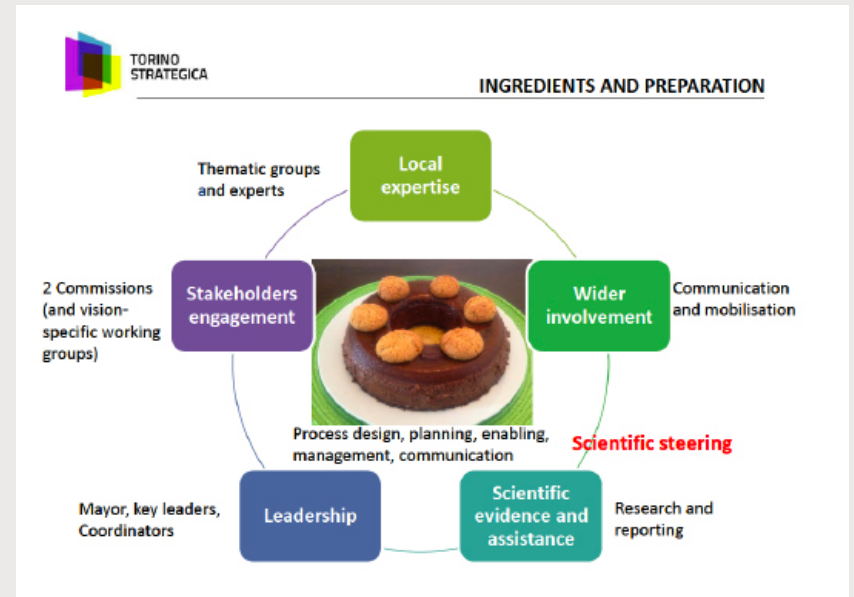 TORINO
STRATEGICA
INGREDIENTS AND PREPARATION
Local
expertise
Thematic groups
and experts
Stakeholders
engagement
2 Commissions
(and vision-
specific working
groups)
Wider
involvement
Communication
and mobilisation
Process design, planning, enabling,
management, communication
Scientific steering
Leadership
Mayor, key leaders,
Coordinators
Scientific
evidence and
assistance
Research and
reporting